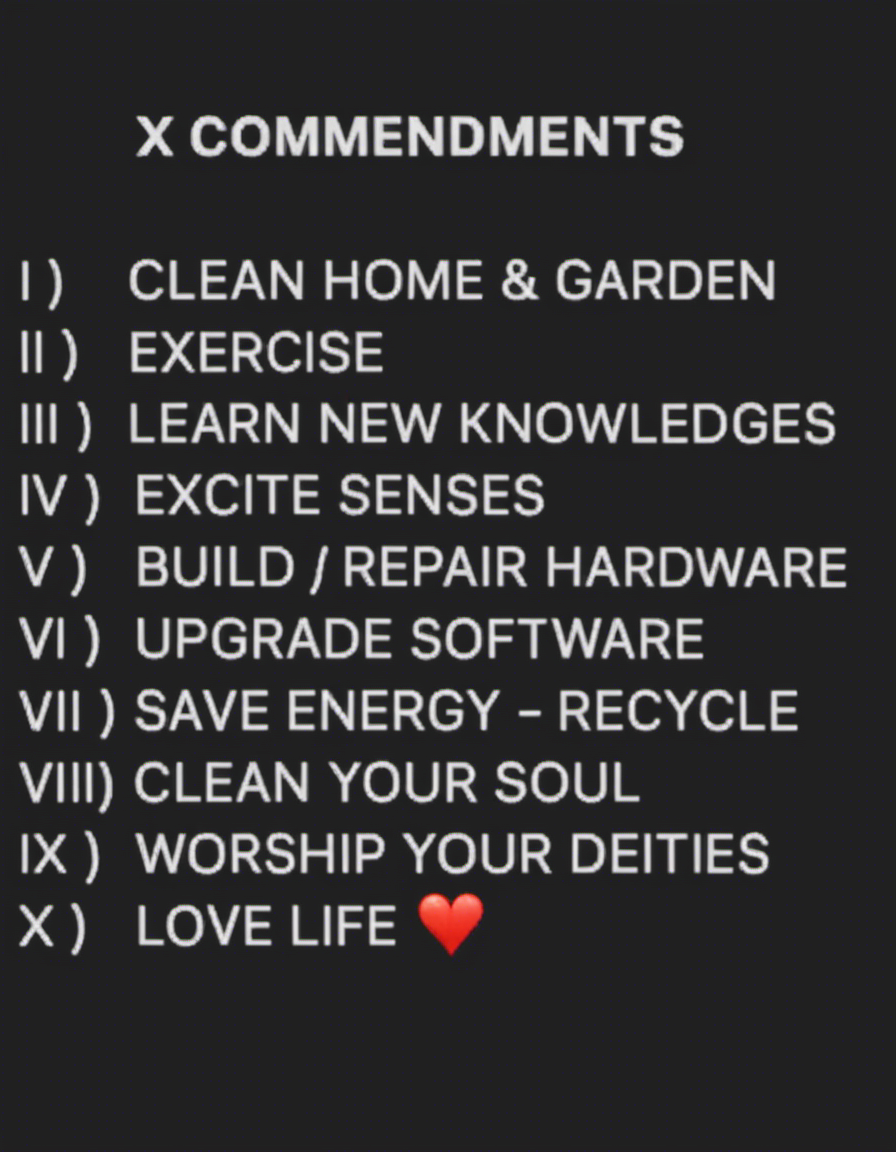 X COMMENDMENTS
I ) CLEAN HOME & GARDEN
II ) EXERCISE
III ) LEARN NEW KNOWLEDGES
IV ) EXCITE SENSES
V ) BUILD / REPAIR HARDWARE
VI ) UPGRADE SOFTWARE
VII ) SAVE ENERGY – RECYCLE
VIII) CLEAN YOUR SOUL
IX ) WORSHIP YOUR DEITIES
X ) LOVE LIFE ❤️